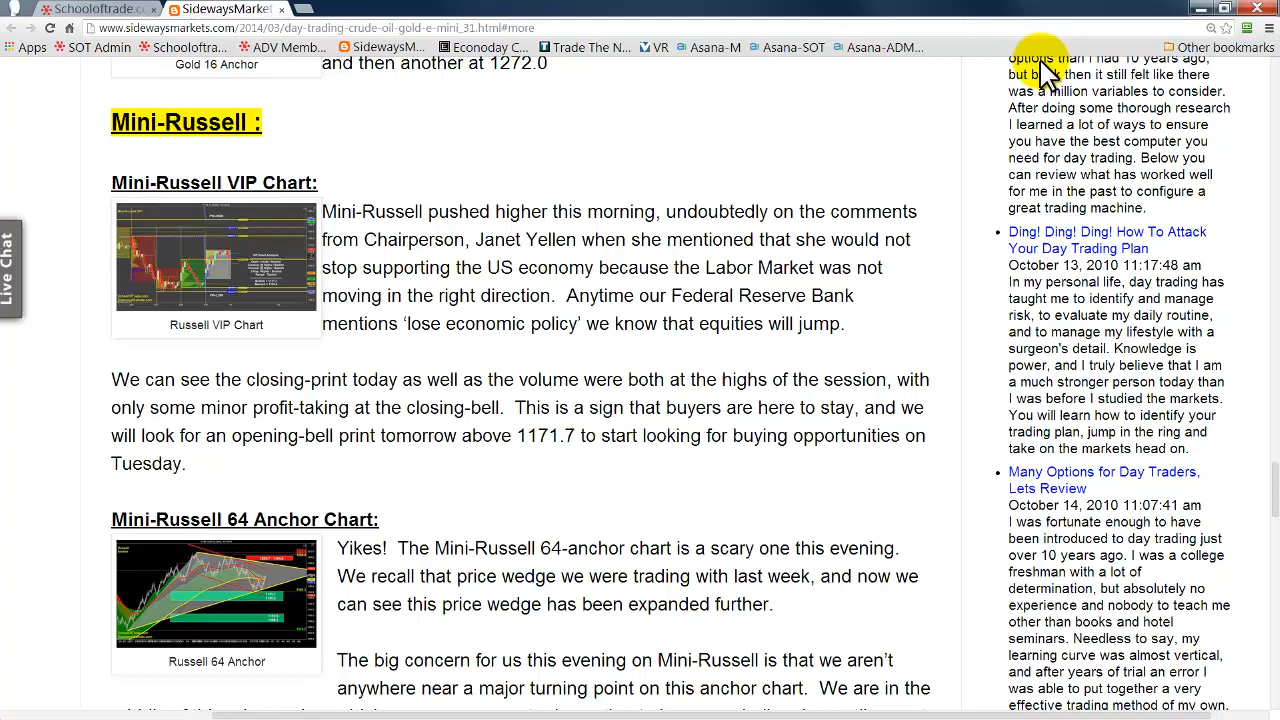 Schooloftrade.c
SidewaysMarket
www.sidewaysmarkets.com/2014/03/day-trading-crude-oil-gold-e-mini_31.html#more
Apps
SOT Admin
Schooloftra...
ADV Memb...
SidewaysM...
Econoday C...
Trade The N...
VR
Asana-M
Asana-SOT
Asana-ADM...
Other bookmarks
Gold 16 Anchor
and then another at 1272.0
Mini-Russell :
Mini-Russell VIP Chart:
Russell VIP Chart
Mini-Russell pushed higher this morning, undoubtedly on the comments
from Chairperson, Janet Yellen when she mentioned that she would not
stop supporting the US economy because the Labor Market was not
moving in the right direction. Anytime our Federal Reserve Bank
mentions ‘lose economic policy’ we know that equities will jump.
We can see the closing-print today as well as the volume were both at the highs of the session, with
only some minor profit-taking at the closing-bell. This is a sign that buyers are here to stay, and we
will look for an opening-bell print tomorrow above 1171.7 to start looking for buying opportunities on
Tuesday.
Mini-Russell 64 Anchor Chart:
Russell 64 Anchor
Yikes! The Mini-Russell 64-anchor chart is a scary one this evening.
We recall that price wedge we were trading with last week, and now we
can see this price wedge has been expanded further.
The big concern for us this evening on Mini-Russell is that we aren’t
anywhere near a major turning point on this anchor chart. We are in the
options than I had 10 years ago,
but then it still felt like there
was a million variables to consider.
After doing some thorough research
I learned a lot of ways to ensure
you have the best computer you
need for day trading. Below you
can review what has worked well
for me in the past to configure a
great trading machine.
Ding! Ding! Ding! How To Attack
Your Day Trading Plan
October 13, 2010 11:17:48 am
In my personal life, day trading has
taught me to identify and manage
risk, to evaluate my daily routine,
and to manage my lifestyle with a
surgeon's detail. Knowledge is
power, and I truly believe that I am
a much stronger person today than
I was before I studied the markets.
You will learn how to identify your
trading plan, jump in the ring and
take on the markets head on.
Many Options for Day Traders,
Lets Review
October 14, 2010 11:07:41 am
I was fortunate enough to have
been introduced to day trading just
over 10 years ago. I was a college
freshman with a lot of
determination, but absolutely no
experience and nobody to teach me
other than books and hotel
seminars. Needless to say, my
learning curve was almost vertical,
and after years of trial an error I
was able to put together a very
effective trading method of my own.
Live Chat